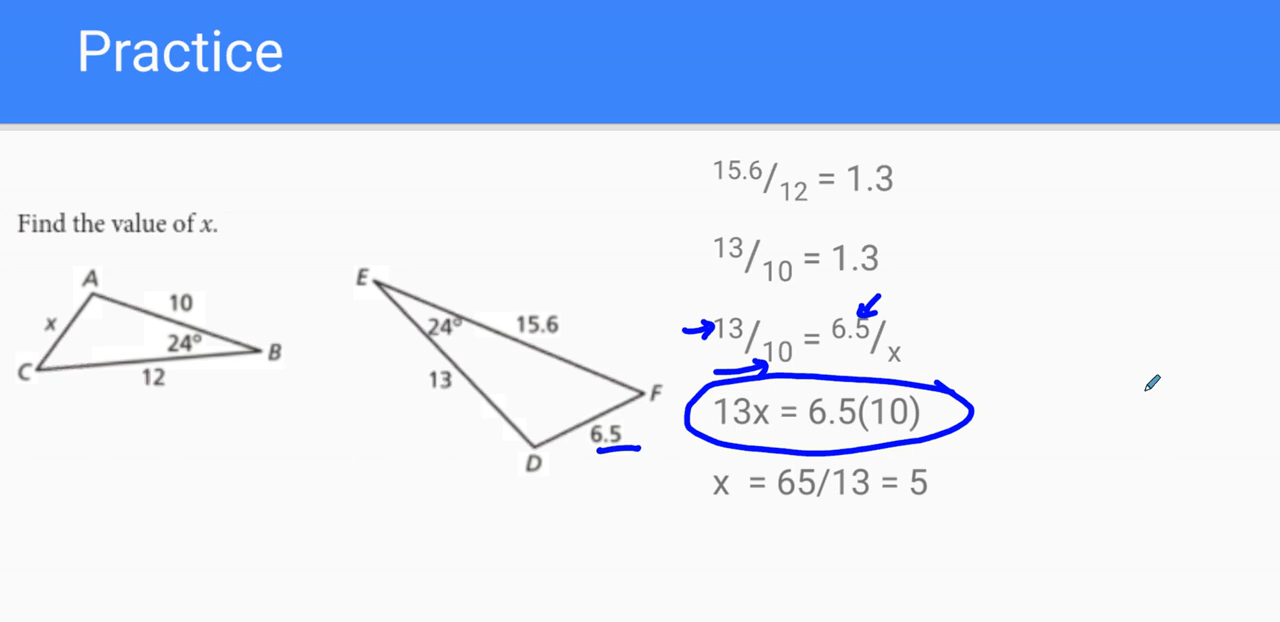 Practice
Find the value of x.
A
10
x
24°
B
C
12
E
24°
15.6
13
F
6.5
D
15.6/12 = 1.3
13/10 = 1.3
13/10 = 6.5/x
13x = 6.5(10)
x = 65/13 = 5